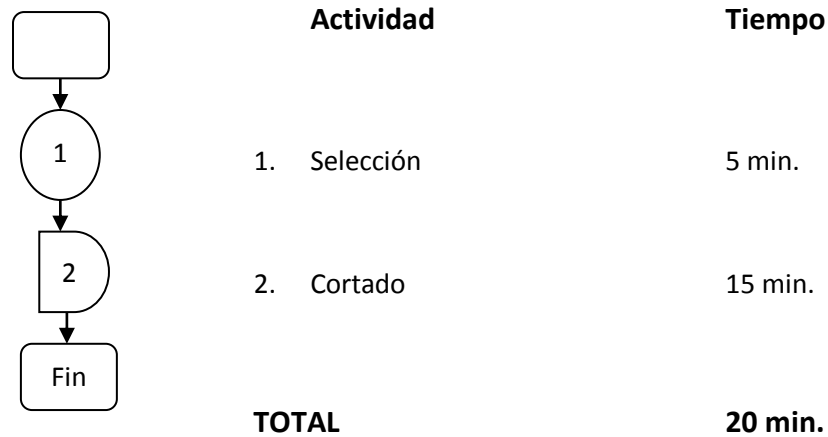 Actividad Tiempo
1 1. Selección 5 min.
2 2. Cortado 15 min.
Fin
TOTAL 20 min.